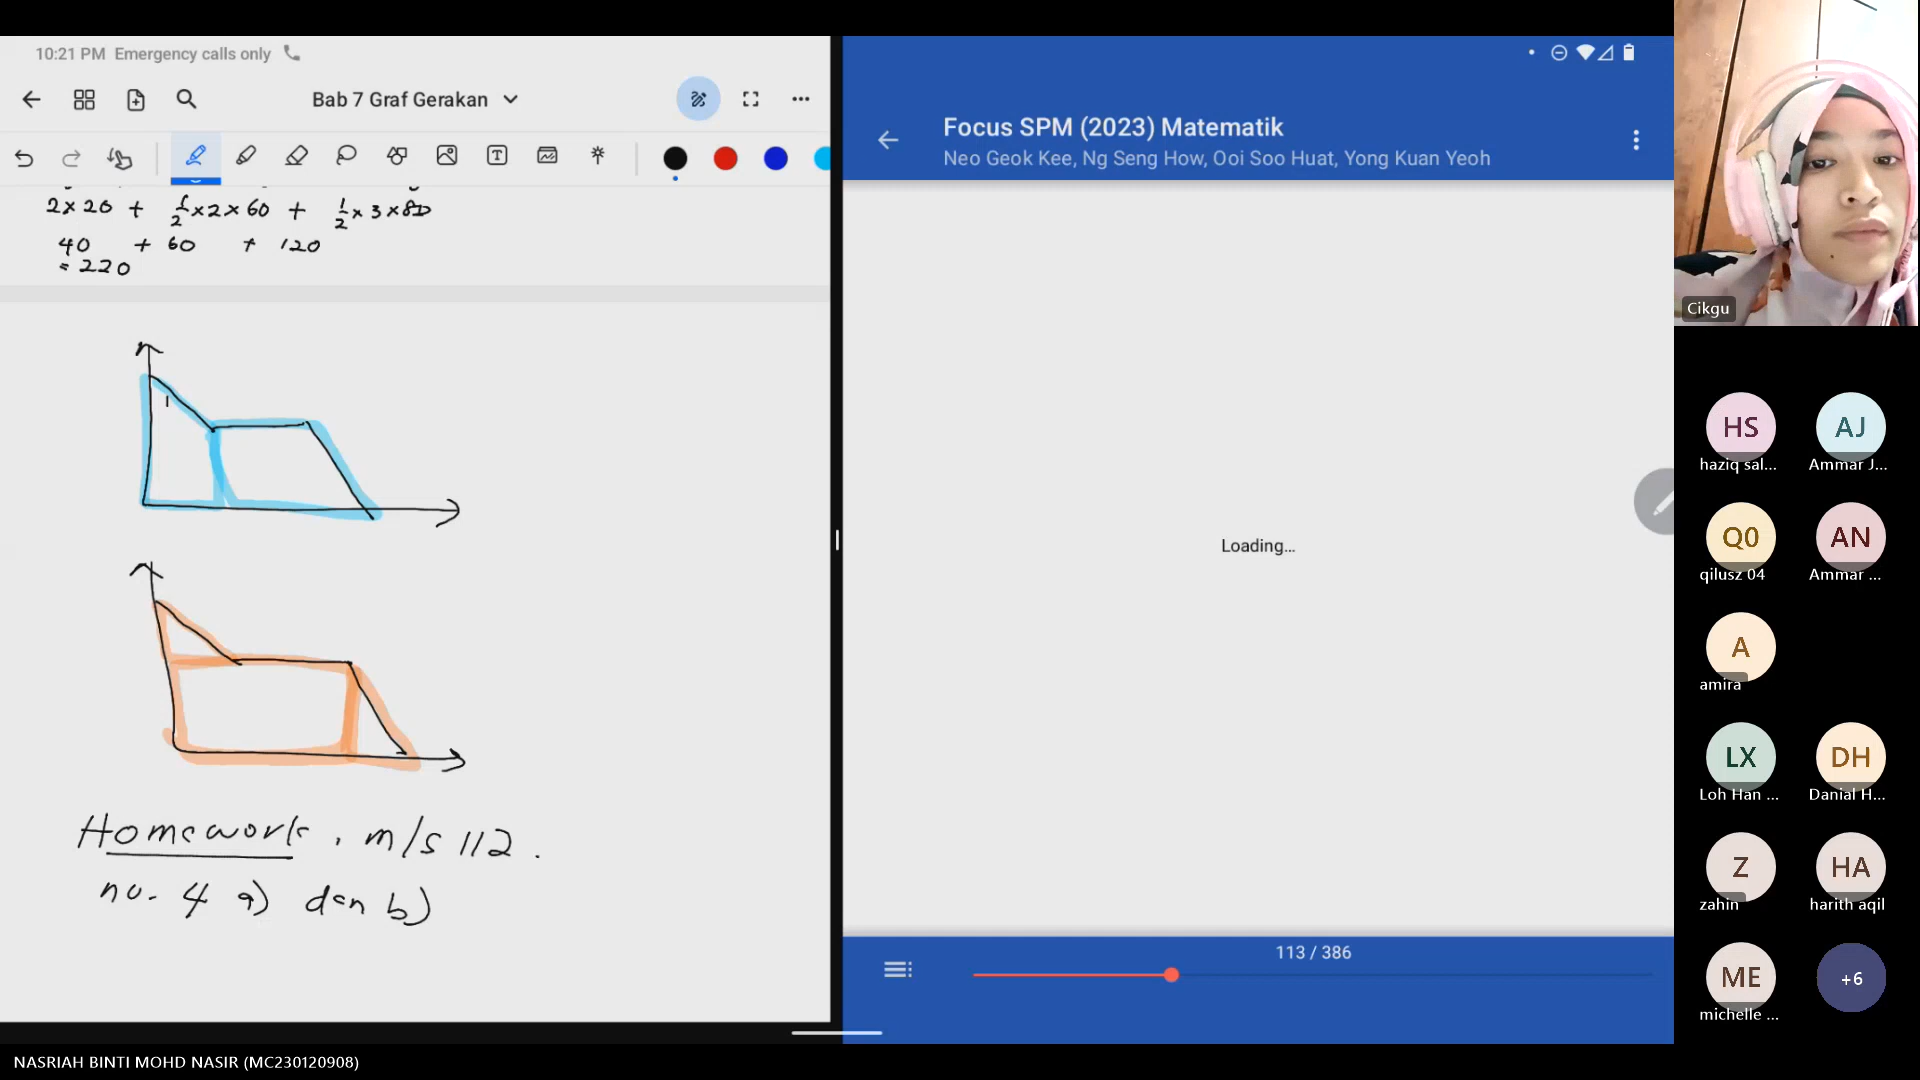 10:21 PM Emergency calls only
Bab 7 Graf Gerakan
2 x 20 + 1/2 x 2 x 60 + 1/2 x 3 x 80
40 + 60 + 120
= 220
Homework, m/s 112.
no. 4 a) dan b)
Focus SPM (2023) Matematik
Neo Geok Kee, Ng Seng How, Ooi Soo Huat, Yong Kuan Yeoh
Loading...
113 / 386
Cikgu
HS
haziq sal...
AJ
Ammar J...
Q0
qilusz 04
AN
Ammar ...
A
amira
LX
Loh Han ...
DH
Danial H...
Z
zahin
HA
harith aqil
ME
michelle ...
+6
NASRIAH BINTI MOHD NASIR (MC230120908)